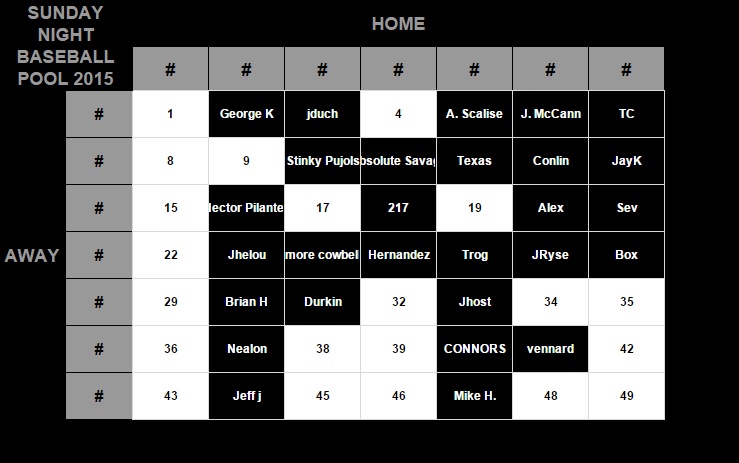 SUNDAY
NIGHT
BASEBALL
POOL 2015
HOME
# # # # # # #
# 1 George K jduch 4 A. Scalise J. McCann TC
# 8 9 Stinky Pujols bsolute Savag Texas Conlin JayK
# 15 lector Pilante 17 217 19 Alex Sev
AWAY # 22 Jhelou more cowbell Hernandez Trog JRyse Box
# 29 Brian H Durkin 32 Jhost 34 35
# 36 Nealon 38 39 CONNORS vennard 42
# 43 Jeff j 45 46 Mike H. 48 49